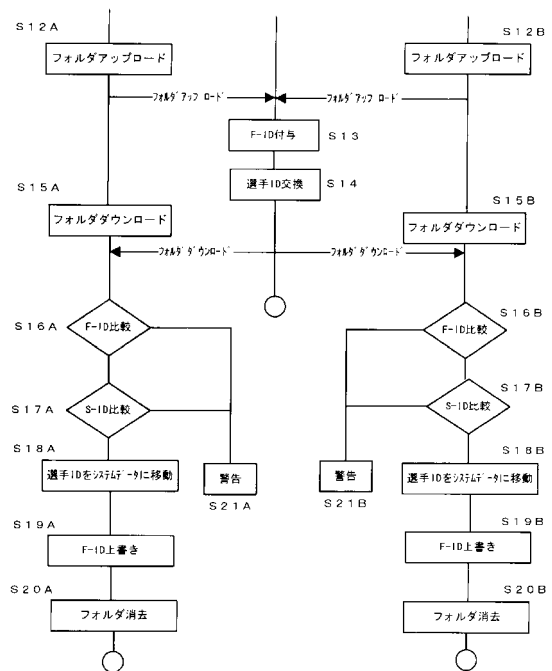 S12A
S12B
フォルダアップロード
フォルダアップロード
フォルダアップロード
フォルダアップロード
F-ID付与
S13
選手ID交換
S14
S15A
S15B
フォルダダウンロード
フォルダダウンロード
フォルダダウンロード
フォルダダウンロード
S16A
F-ID比較
F-ID比較
S16B
S17A
S-ID比較
S-ID比較
S17B
S18A
S18B
選手IDをシステムデータに移動
警告
警告
選手IDをシステムデータに移動
S21A
S21B
S19A
S19B
F-ID上書き
F-ID上書き
S20A
S20B
フォルダ消去
フォルダ消去